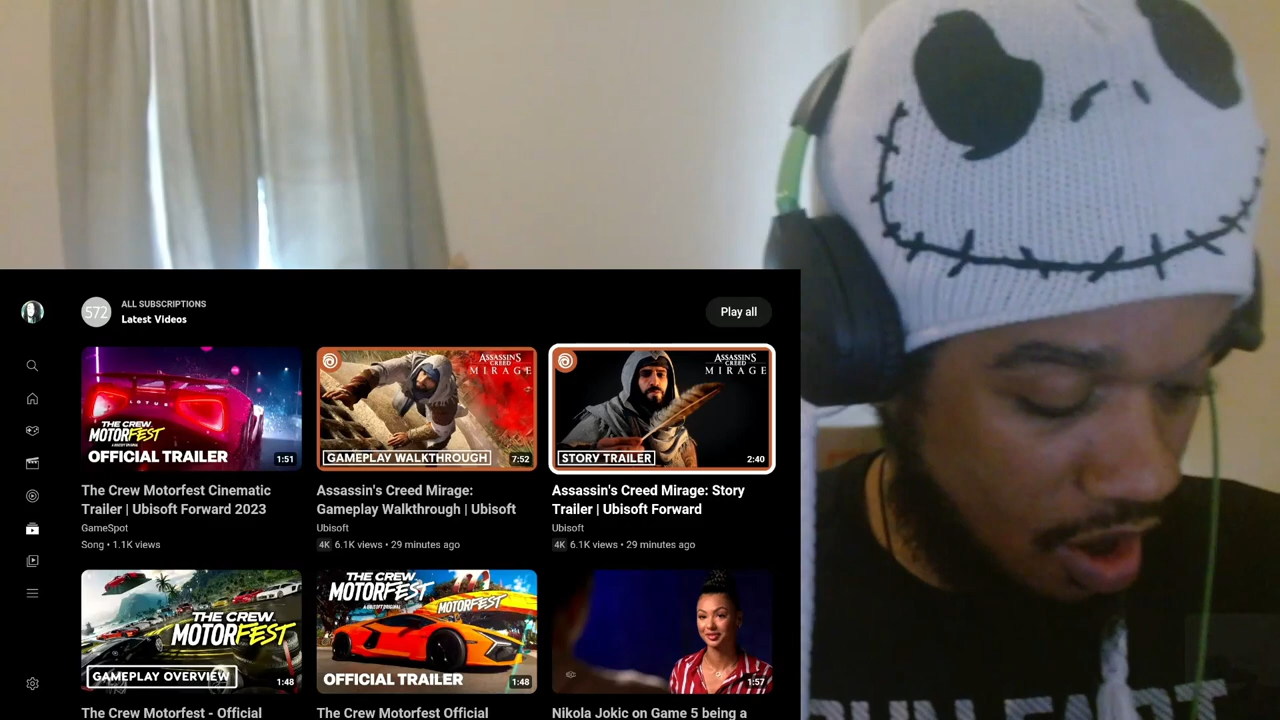 572
ALL SUBSCRIPTIONS
Latest Videos
Play all
LOTUS
THE CREW
MOTORFEST
OFFICIAL TRAILER
1:51
ASSASSIN'S
CREED
MIRAGE
GAMEPLAY WALKTHROUGH
7:52
ASSASSIN'S
CREED
MIRAGE
STORY TRAILER
2:40
The Crew Motorfest Cinematic
Trailer | Ubisoft Forward 2023
GameSpot
Song • 1.1K views
Assassin's Creed Mirage:
Gameplay Walkthrough | Ubisoft
Ubisoft
4K 6.1K views • 29 minutes ago
Assassin's Creed Mirage: Story
Trailer | Ubisoft Forward
Ubisoft
4K 6.1K views • 29 minutes ago
THE CREW
MOTORFEST
GAMEPLAY OVERVIEW
1:48
THE CREW
MOTORFEST
MOTORFEST
OFFICIAL TRAILER
1:48
1:57
The Crew Motorfest - Official
The Crew Motorfest Official
Nikola Jokic on Game 5 being a